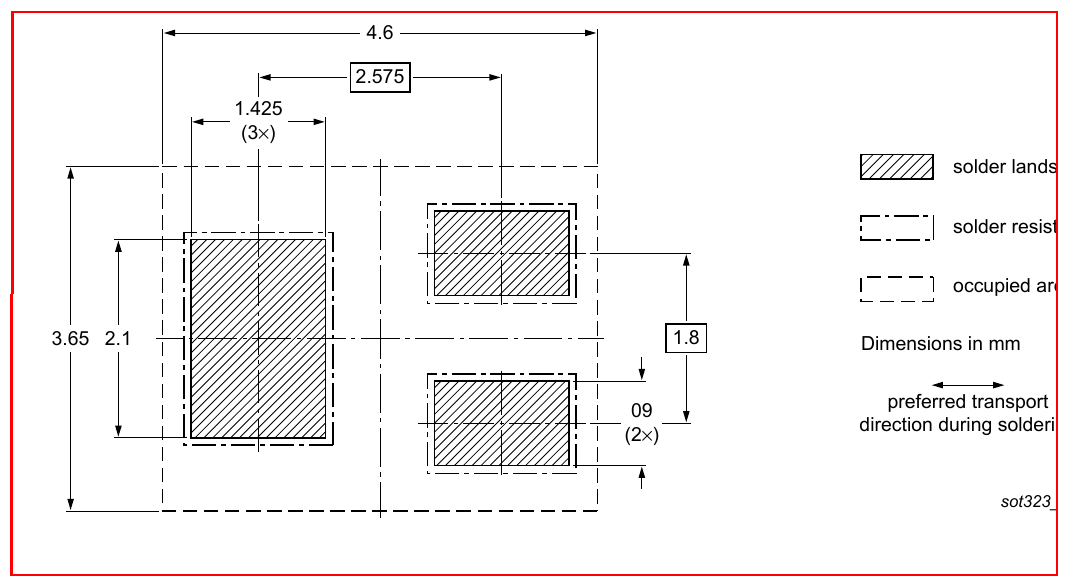 4.6
2.575
1.425
(3×)
3.65
2.1
1.8
09
(2×)
solder lands
solder resist
occupied are
Dimensions in mm
preferred transport
direction during solderi
sot323_